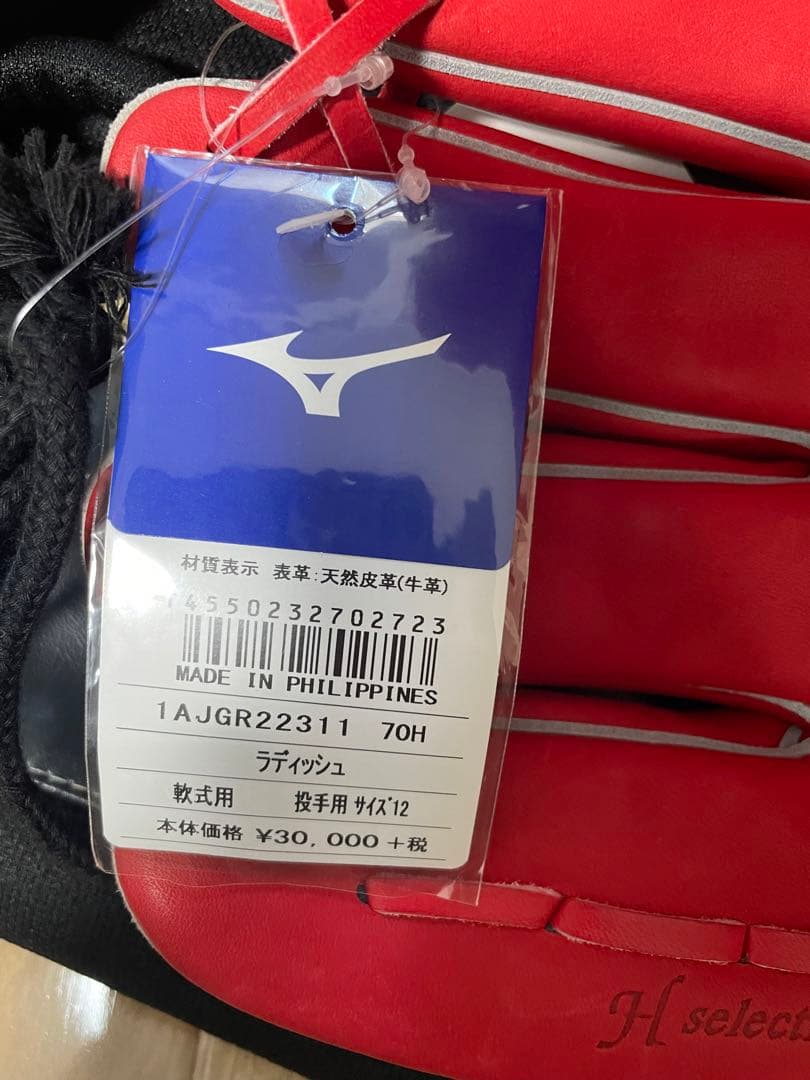 材質表示 表革:天然皮革(牛革)
4550232702723
MADE IN PHILIPPINES
1AJGR22311 70H
ラディッシュ
軟式用 投手用 サイズ12
本体価格 ¥30,000 +税
H select